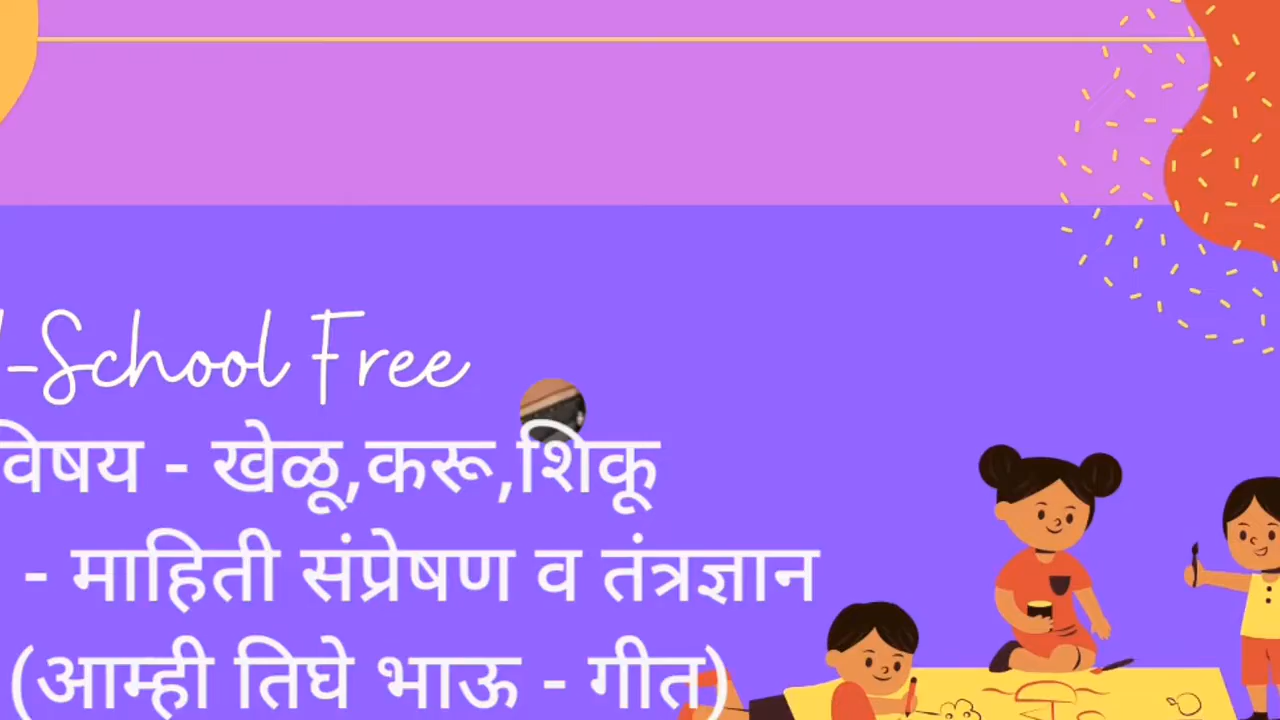 -School Free
विषय - खेळू,करू,शिकू
- माहिती संप्रेषण व तंत्रज्ञान
(आम्ही तिघे भाऊ - गीत)